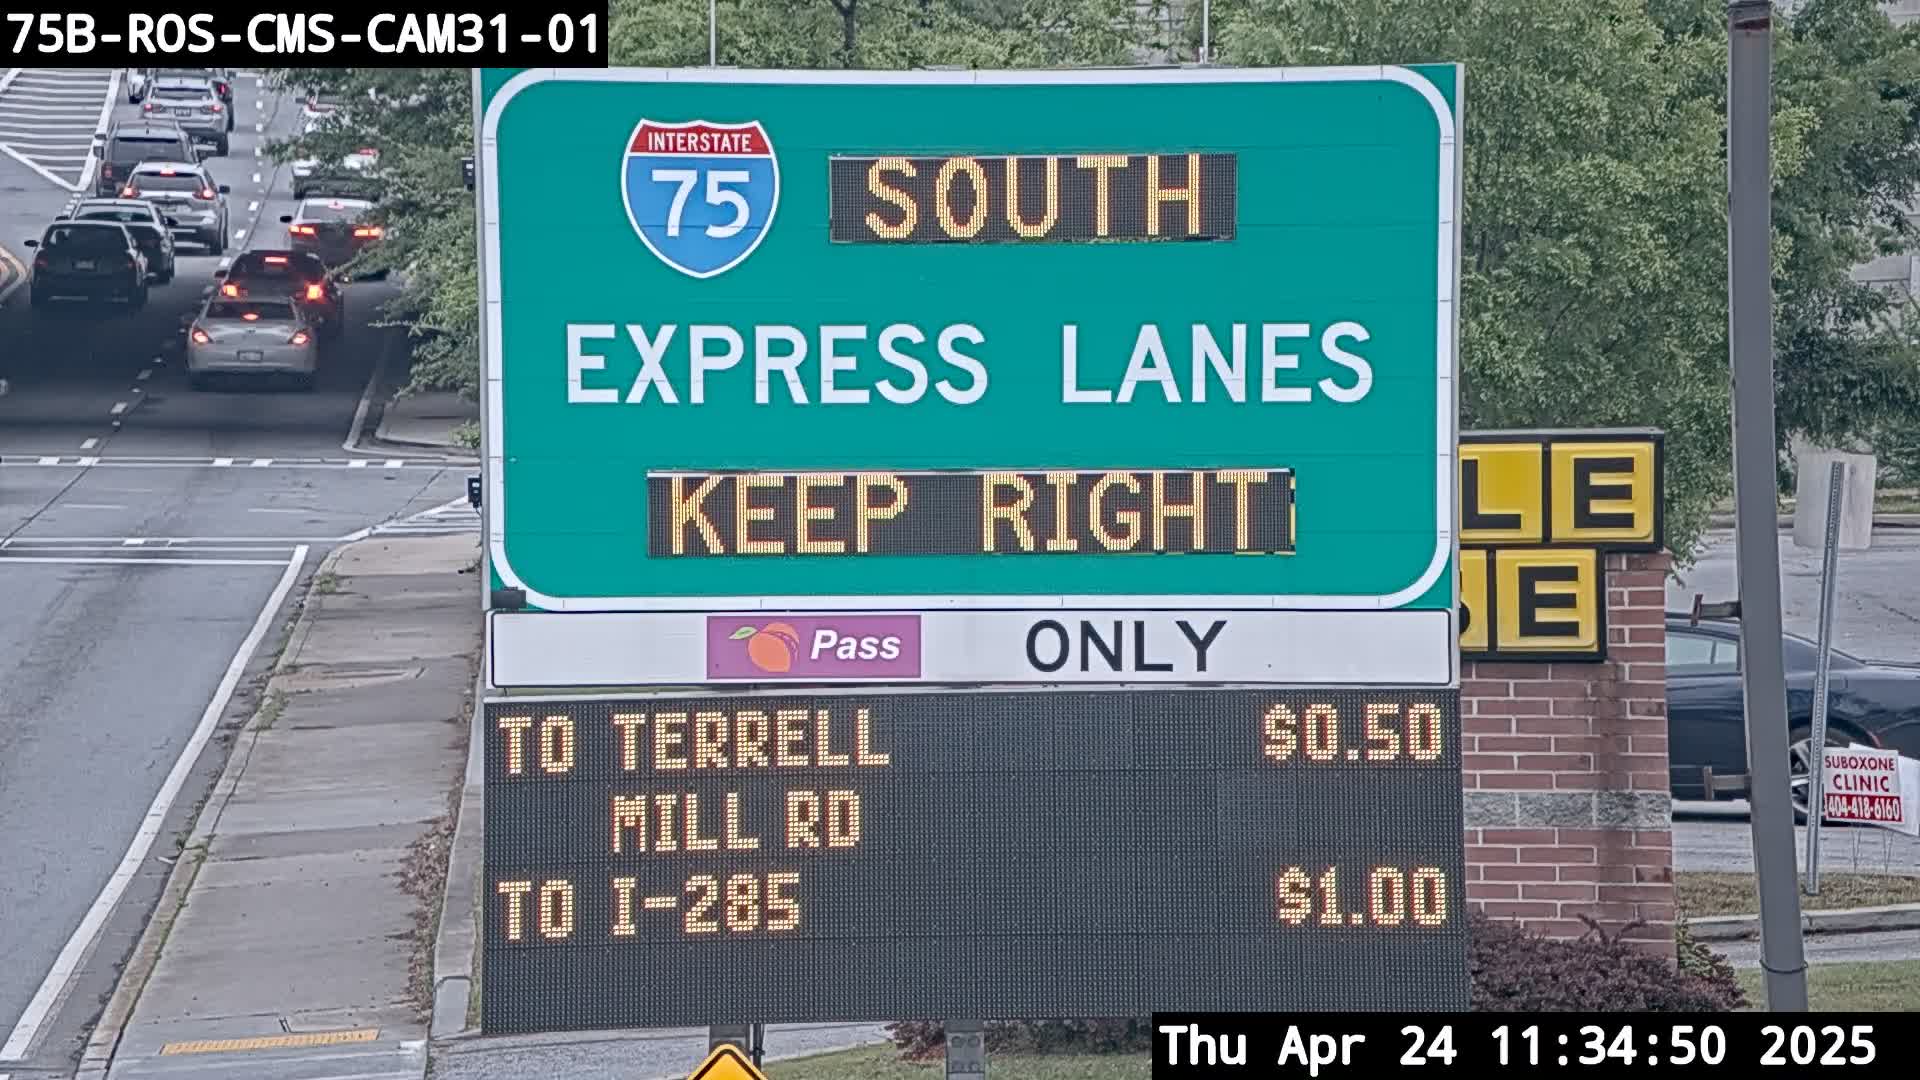 75B-ROS-CMS-CAM31-01
INTERSTATE
75
SOUTH
EXPRESS LANES
KEEP RIGHT
Pass ONLY
TO TERRELL $0.50
MILL RD
TO I-285 $1.00
LE
E
SUBOXONE
CLINIC
404-418-6160
Thu Apr 24 11:34:50 2025